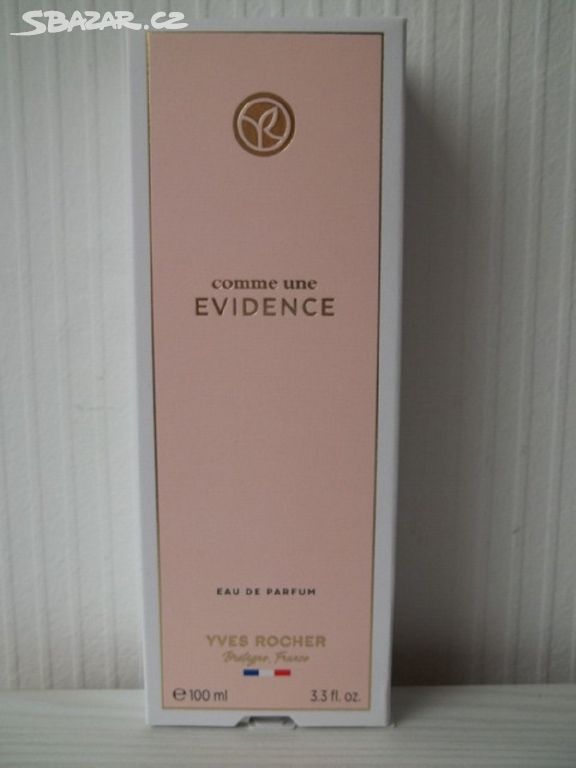 SBAZAR.CZ
comme une
EVIDENCE
EAU DE PARFUM
YVES ROCHER
Bretagne, France
℮ 100 ml 3.3 fl. oz.